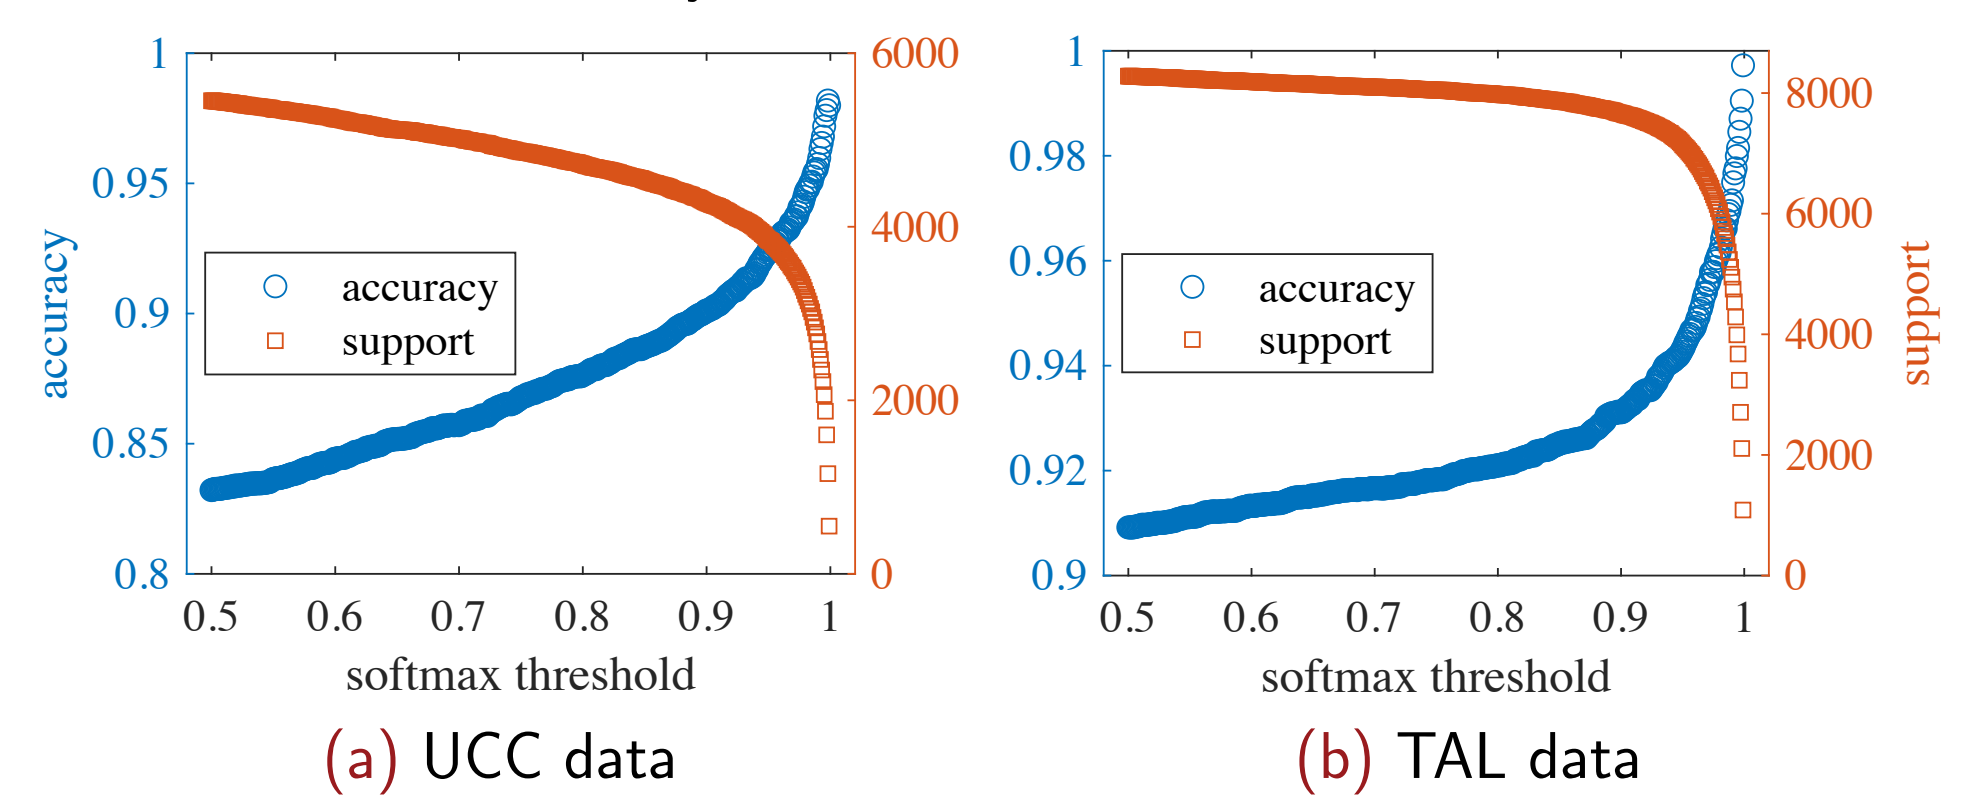 1
0.95
0.9
0.85
0.8
accuracy
6000
4000
2000
0
accuracy
support
0.5 0.6 0.7 0.8 0.9 1
softmax threshold
(a) UCC data
1
0.98
0.96
0.94
0.92
0.9
8000
6000
4000
2000
0
support
accuracy
support
0.5 0.6 0.7 0.8 0.9 1
softmax threshold
(b) TAL data